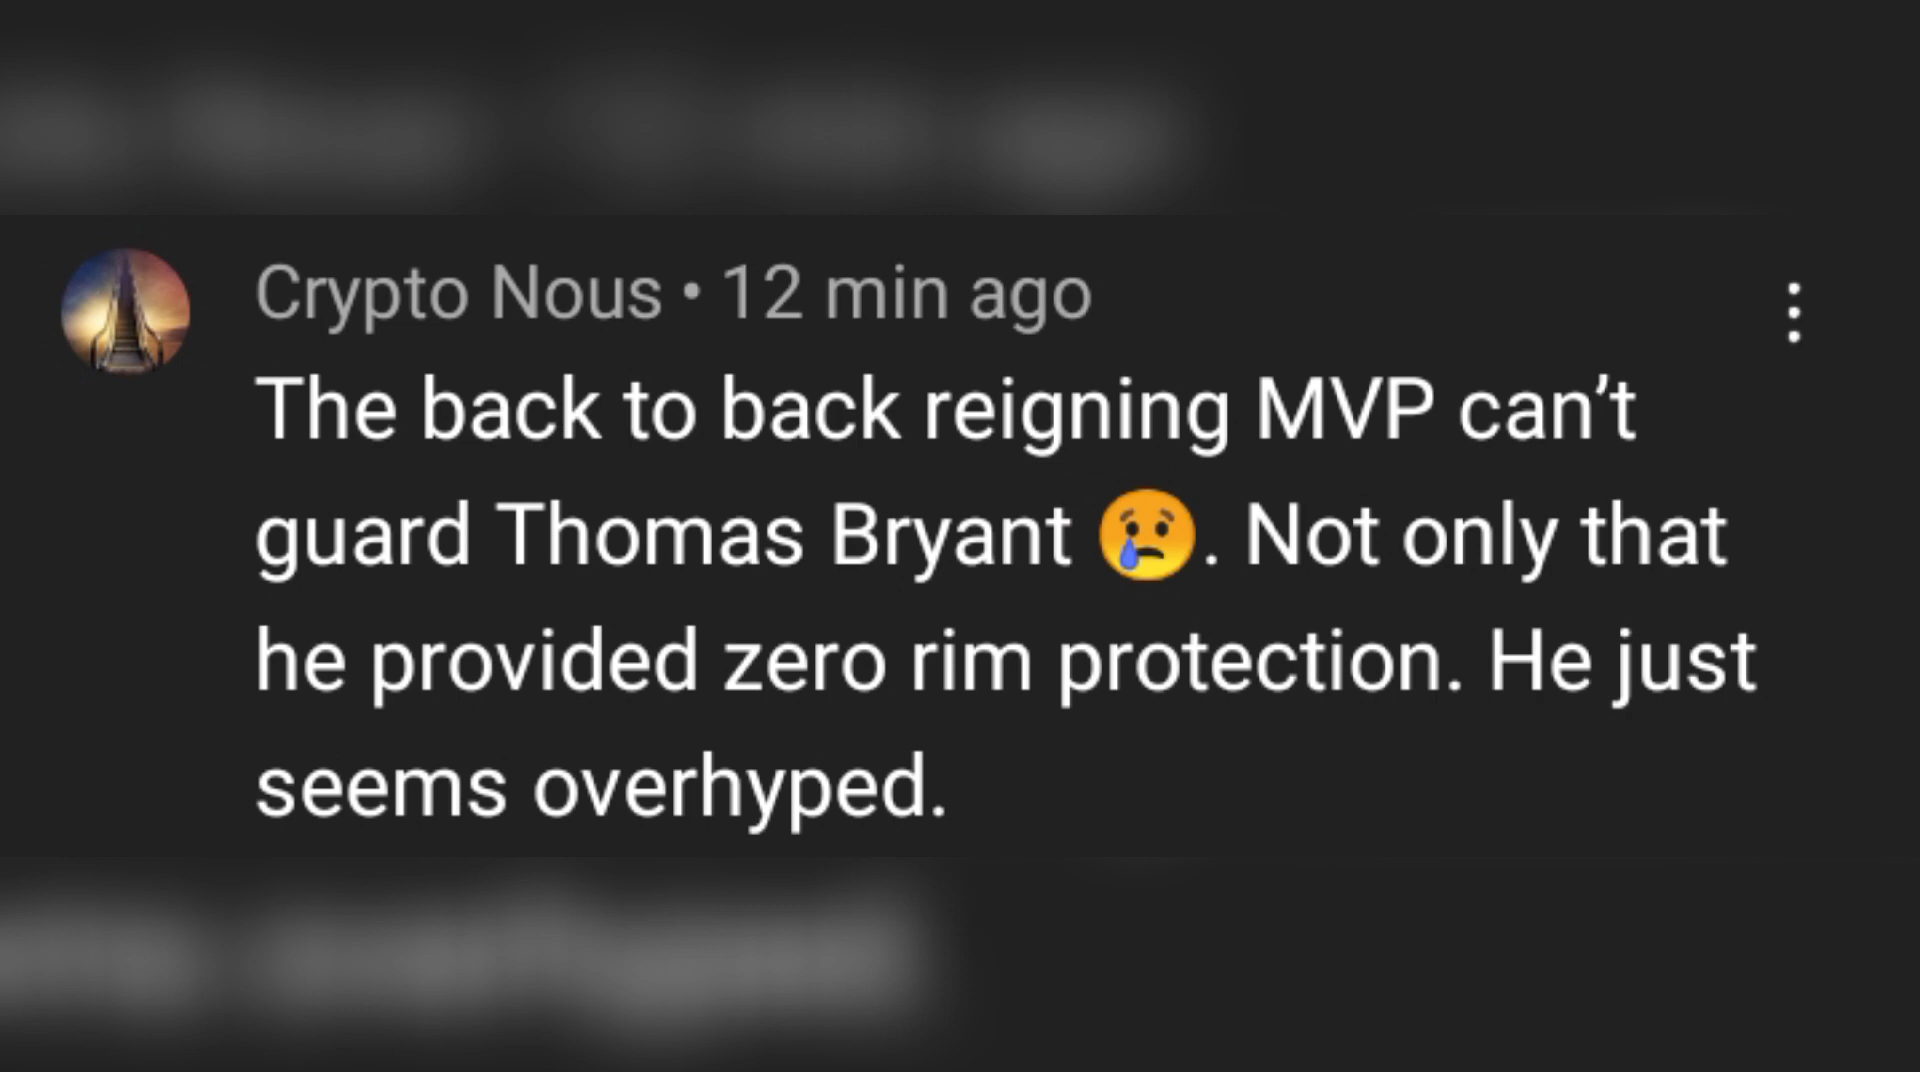 Crypto Nous • 12 min ago
The back to back reigning MVP can’t
guard Thomas Bryant 😢. Not only that
he provided zero rim protection. He just
seems overhyped.